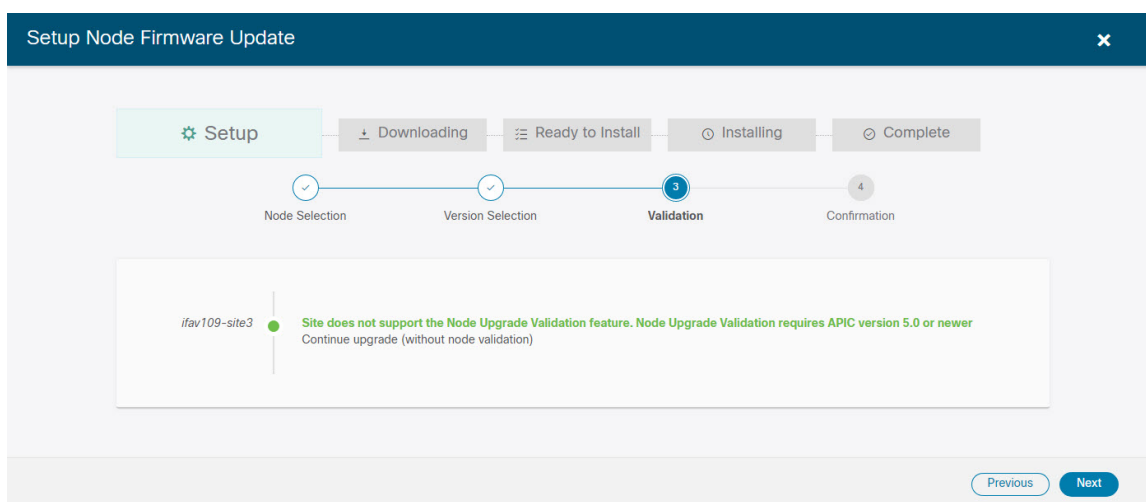 Setup Node Firmware Update
Setup
Downloading
Ready to Install
Installing
Complete
3
4
Node Selection
Version Selection
Validation
Confirmation
ifav109-site3
Site does not support the Node Upgrade Validation feature. Node Upgrade Validation requires APIC version 5.0 or newer
Continue upgrade (without node validation)
Previous
Next